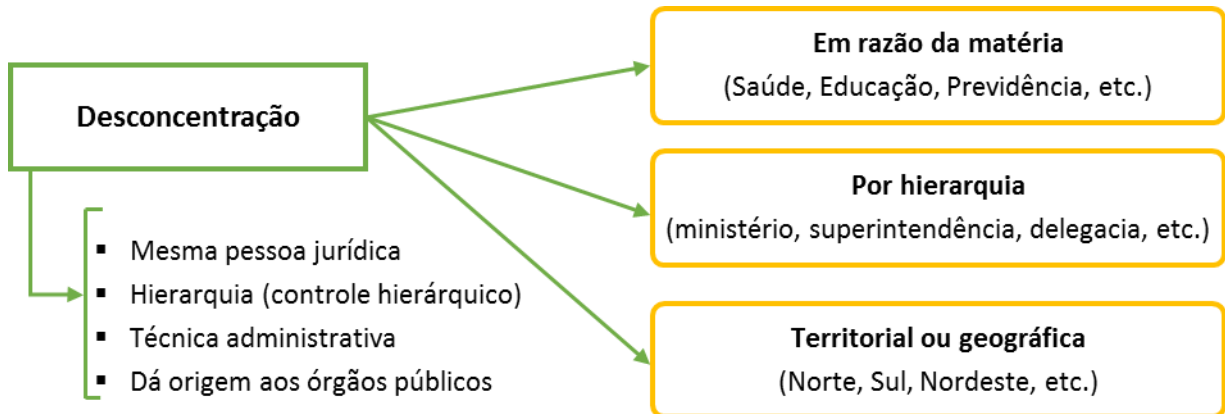 Desconcentração
▪ Mesma pessoa jurídica
▪ Hierarquia (controle hierárquico)
▪ Técnica administrativa
▪ Dá origem aos órgãos públicos
Em razão da matéria
(Saúde, Educação, Previdência, etc.)
Por hierarquia
(ministério, superintendência, delegacia, etc.)
Territorial ou geográfica
(Norte, Sul, Nordeste, etc.)